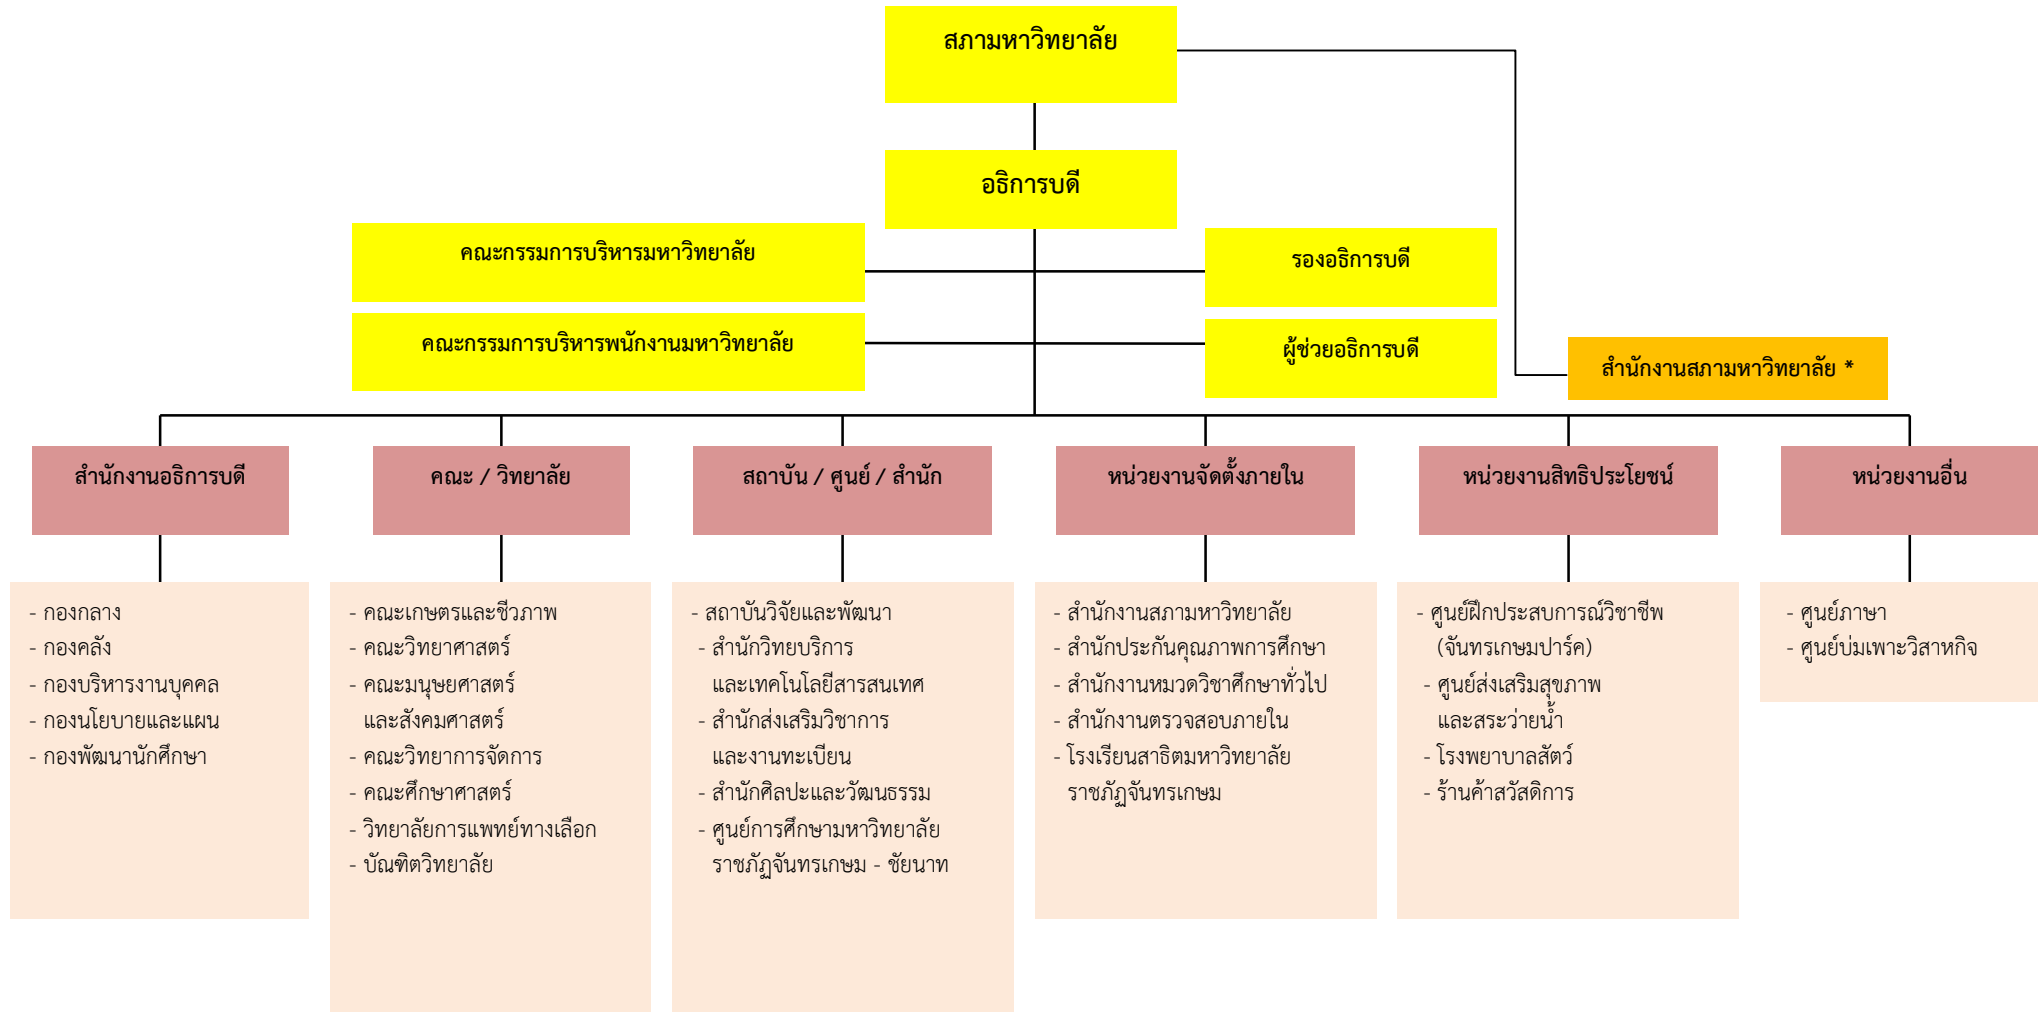 สภามหาวิทยาลัย
อธิการบดี
คณะกรรมการบริหารมหาวิทยาลัย
รองอธิการบดี
คณะกรรมการบริหารพนักงานมหาวิทยาลัย
ผู้ช่วยอธิการบดี
สำนักงานสภามหาวิทยาลัย *
สำนักงานอธิการบดี
- กองกลาง
- กองคลัง
- กองบริหารงานบุคคล
- กองนโยบายและแผน
- กองพัฒนานักศึกษา
คณะ / วิทยาลัย
- คณะเกษตรและชีวภาพ
- คณะวิทยาศาสตร์
- คณะมนุษยศาสตร์
และสังคมศาสตร์
- คณะวิทยาการจัดการ
- คณะศึกษาศาสตร์
- วิทยาลัยการแพทย์ทางเลือก
- บัณฑิตวิทยาลัย
สถาบัน / ศูนย์ / สำนัก
- สถาบันวิจัยและพัฒนา
- สำนักวิทยบริการ
และเทคโนโลยีสารสนเทศ
- สำนักส่งเสริมวิชาการ
และงานทะเบียน
- สำนักศิลปะและวัฒนธรรม
- ศูนย์การศึกษามหาวิทยาลัย
ราชภัฏจันทรเกษม - ชัยนาท
หน่วยงานจัดตั้งภายใน
- สำนักงานสภามหาวิทยาลัย
- สำนักประกันคุณภาพการศึกษา
- สำนักงานหมวดวิชาศึกษาทั่วไป
- สำนักงานตรวจสอบภายใน
- โรงเรียนสาธิตมหาวิทยาลัย
ราชภัฏจันทรเกษม
หน่วยงานสิทธิประโยชน์
- ศูนย์ฝึกประสบการณ์วิชาชีพ
(จันทรเกษมปาร์ค)
- ศูนย์ส่งเสริมสุขภาพ
และสระว่ายน้ำ
- โรงพยาบาลสัตว์
- ร้านค้าสวัสดิการ
หน่วยงานอื่น
- ศูนย์ภาษา
- ศูนย์บ่มเพาะวิสาหกิจ